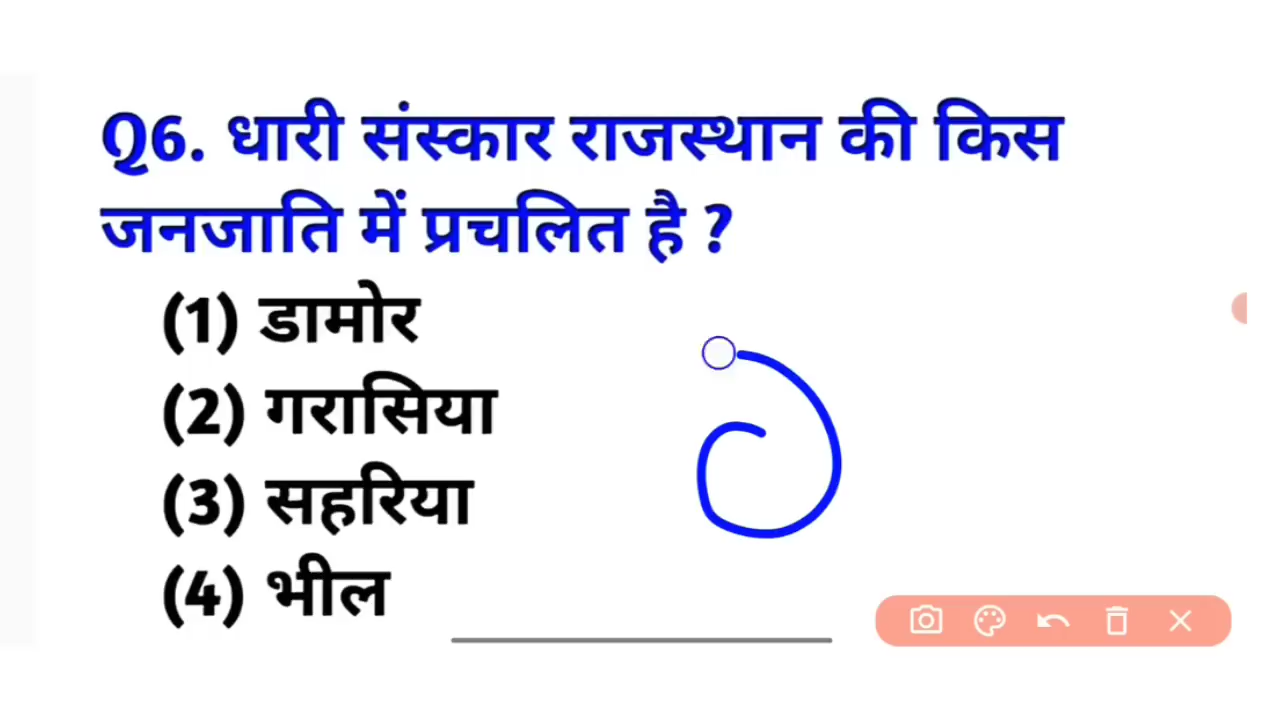 Q6. धारी संस्कार राजस्थान की किस
जनजाति में प्रचलित है ?
(1) डामोर
(2) गरासिया
(3) सहरिया
(4) भील